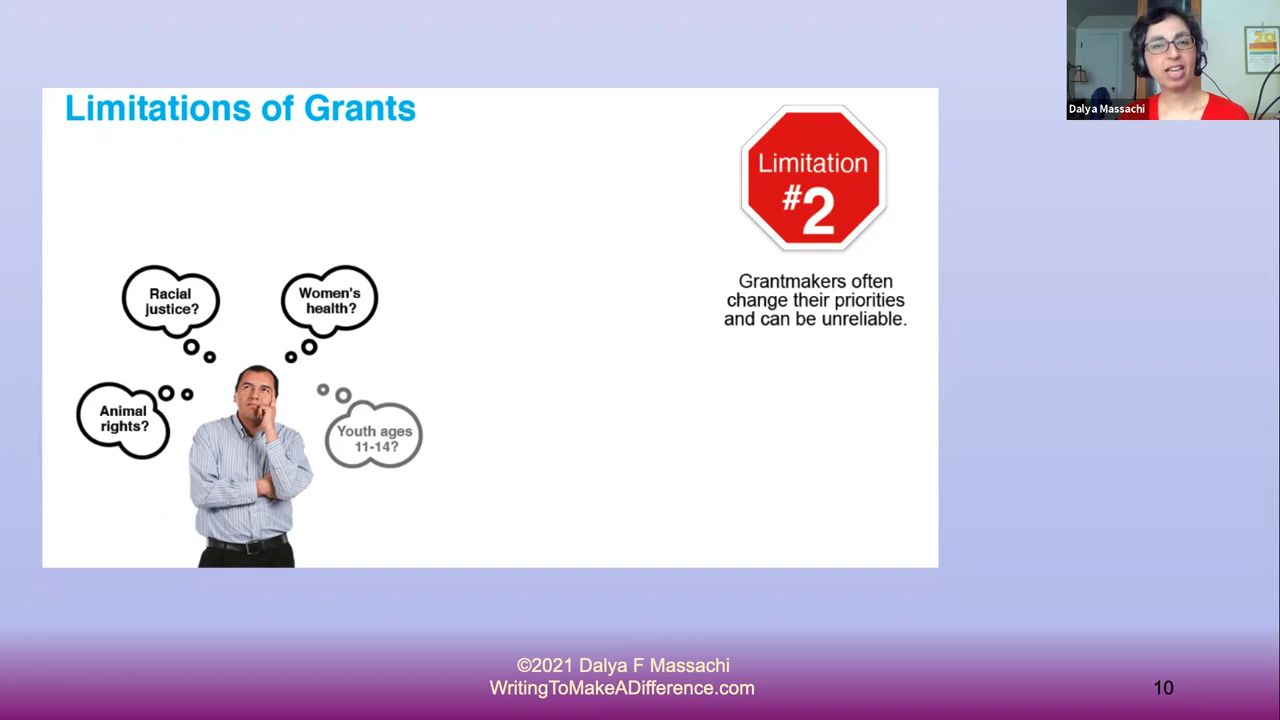 Limitations of Grants
Limitation
#2
Grantmakers often
change their priorities
and can be unreliable.
Racial
justice?
Women's
health?
Animal
rights?
Youth ages
11-14?
Dalya Massachi
©2021 Dalya F Massachi
WritingToMakeADifference.com
10